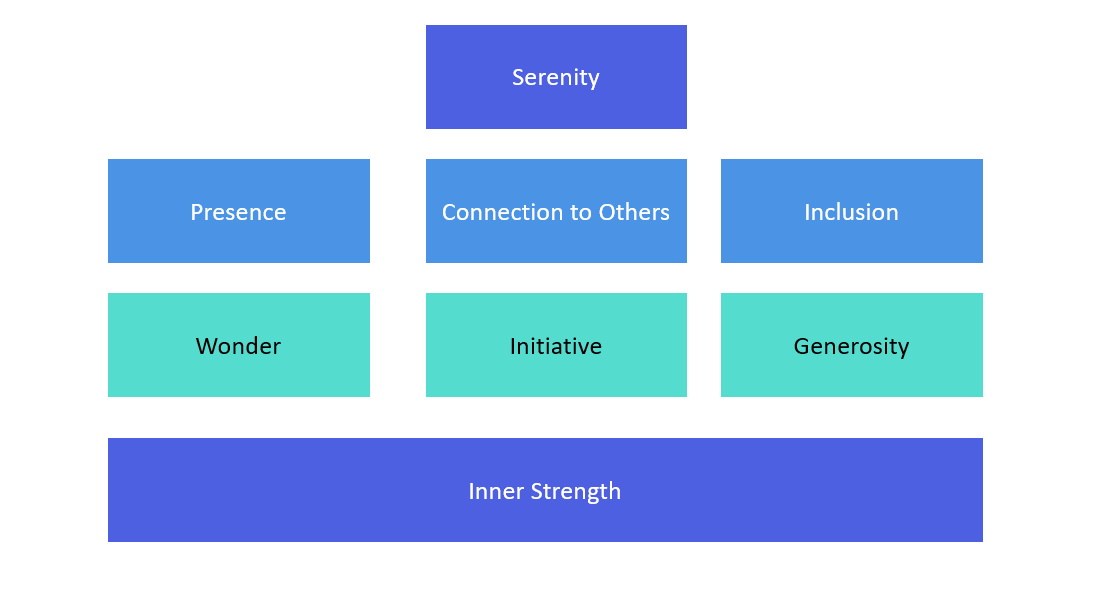 Serenity
Presence
Connection to Others
Inclusion
Wonder
Initiative
Generosity
Inner Strength